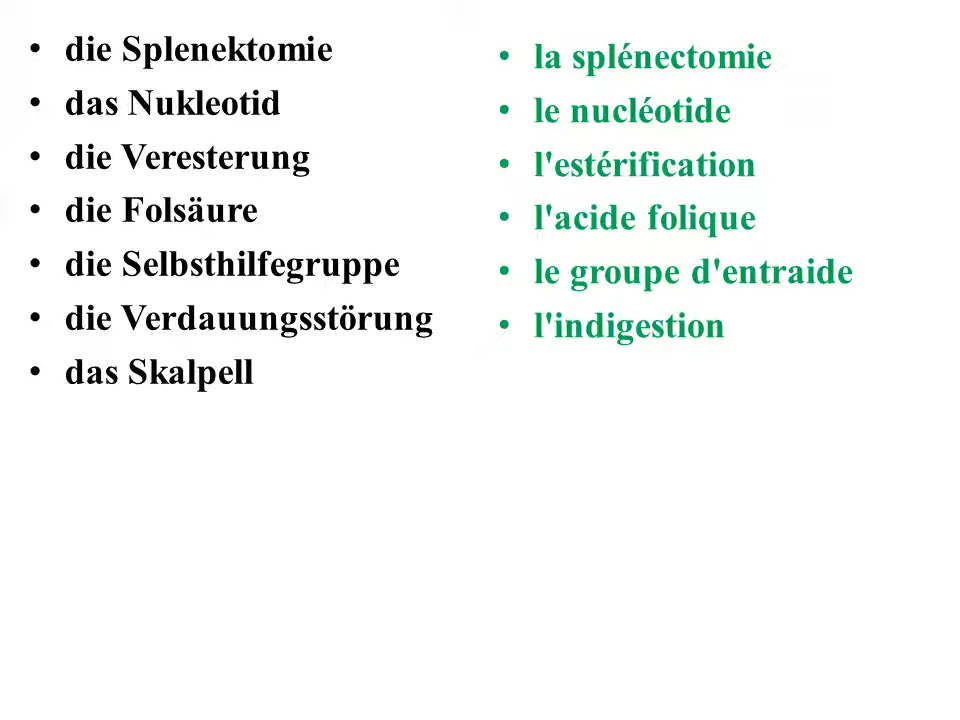 • die Splenektomie
• das Nukleotid
• die Veresterung
• die Folsäure
• die Selbsthilfegruppe
• die Verdauungsstörung
• das Skalpell
• la splénectomie
• le nucléotide
• l'estérification
• l'acide folique
• le groupe d'entraide
• l'indigestion